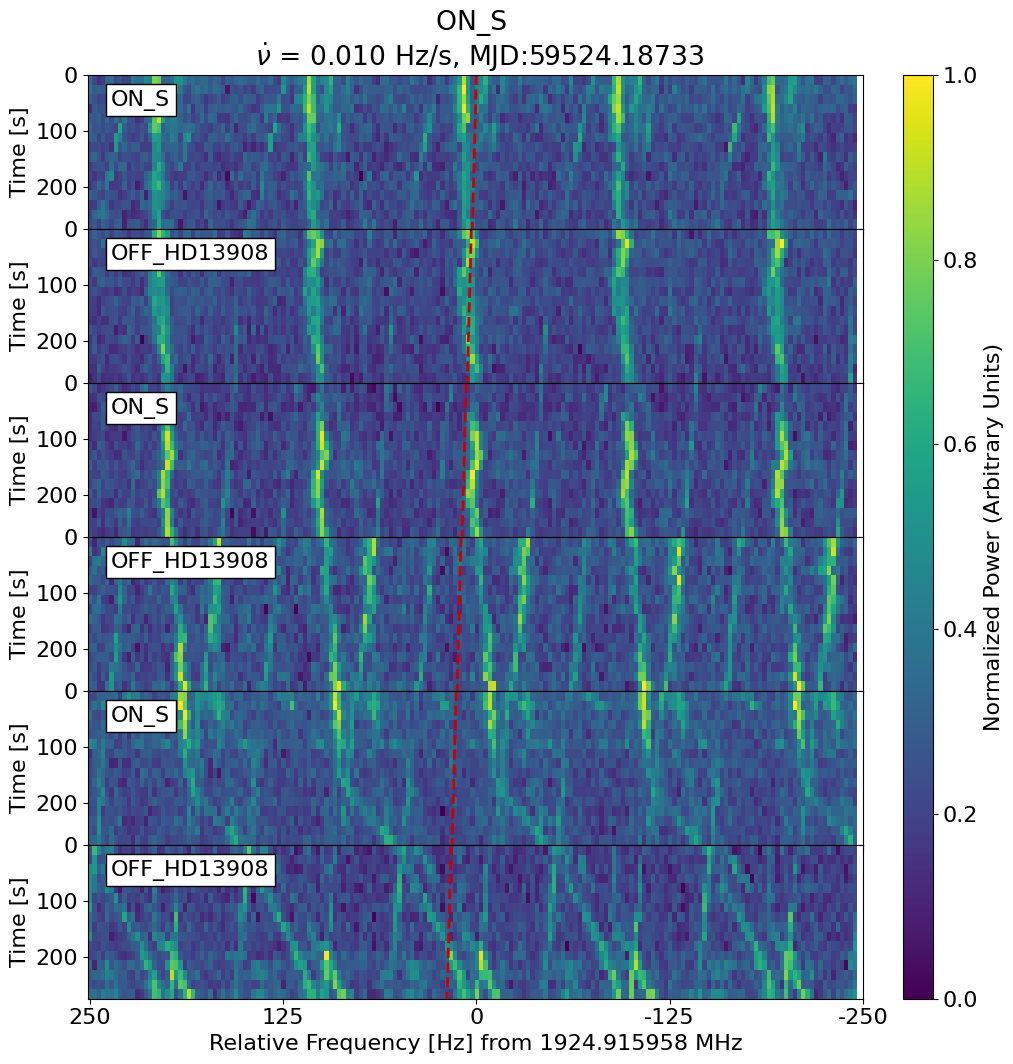 ON_S
ν̇ = 0.010 Hz/s, MJD:59524.18733
0
100
200
Time [s]
ON_S
0
100
200
Time [s]
OFF_HD13908
0
100
200
Time [s]
ON_S
0
100
200
Time [s]
OFF_HD13908
0
100
200
Time [s]
ON_S
0
100
200
Time [s]
OFF_HD13908
250 125 0 -125 -250
Relative Frequency [Hz] from 1924.915958 MHz
1.0
0.8
0.6
0.4
0.2
0.0
Normalized Power (Arbitrary Units)